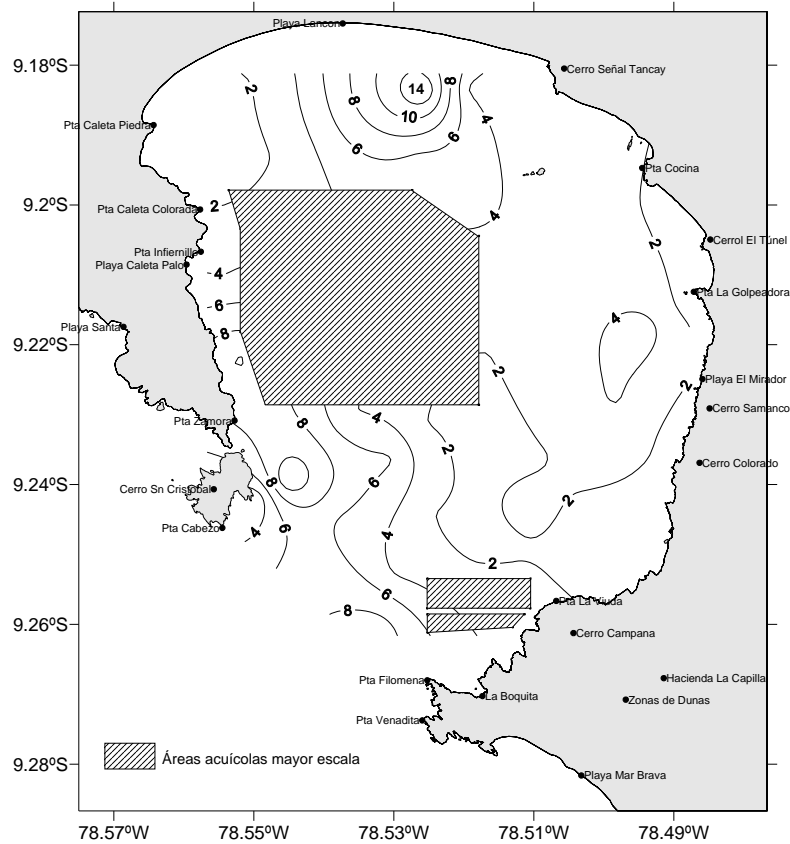 Playa Lancon
9.18ºS
Cerro Señal Tancay
2
8
14
8
10
6
6
4
Pta Caleta Piedra
Pta Cocina
9.2ºS
Pta Caleta Colorada
2
4
2
Cerrol El Túnel
Pta Infiernillo
Playa Caleta Palo
4
Pta La Golpeadora
6
4
Playa Santa
8
9.22ºS
2
Playa El Mirador
2
Cerro Samanco
Pta Zamora
8
4
2
Cerro Colorado
9.24ºS
8
6
2
Cerro Sn Cristobal
Pta Cabezo
4
6
4
2
6
8
Pta La Viuda
9.26ºS
Cerro Campana
Pta Filomena
La Boquita
Hacienda La Capilla
Zonas de Dunas
Pta Venadita
Áreas acuícolas mayor escala
9.28ºS
Playa Mar Brava
78.57ºW
78.55ºW
78.53ºW
78.51ºW
78.49ºW